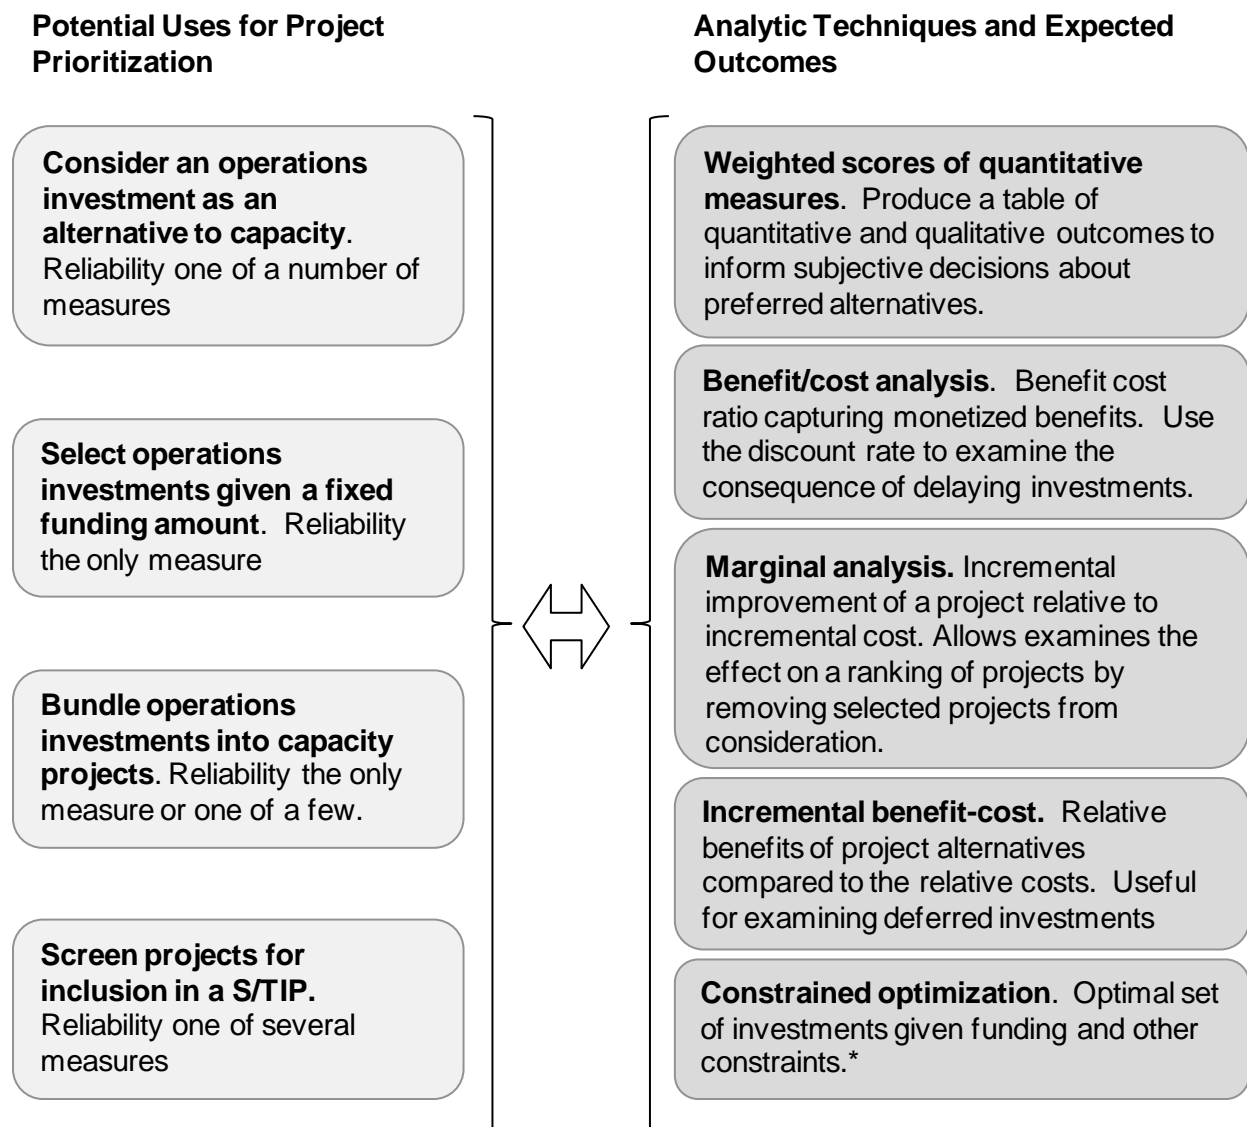 Potential Uses for Project
Prioritization
Consider an operations
investment as an
alternative to capacity.
Reliability one of a number of
measures
Select operations
investments given a fixed
funding amount.  Reliability
the only measure
Bundle operations
investments into capacity
projects. Reliability the only
measure or one of a few.
Screen projects for
inclusion in a S/TIP.
Reliability one of several
measures
Analytic Techniques and Expected
Outcomes
Weighted scores of quantitative
measures.  Produce a table of
quantitative and qualitative outcomes to
inform subjective decisions about
preferred alternatives.
Benefit/cost analysis.  Benefit cost
ratio capturing monetized benefits.  Use
the discount rate to examine the
consequence of delaying investments.
Marginal analysis. Incremental
improvement of a project relative to
incremental cost. Allows examines the
effect on a ranking of projects by
removing selected projects from
consideration.
Incremental benefit-cost.  Relative
benefits of project alternatives
compared to the relative costs.  Useful
for examining deferred investments
Constrained optimization.  Optimal set
of investments given funding and other
constraints.*